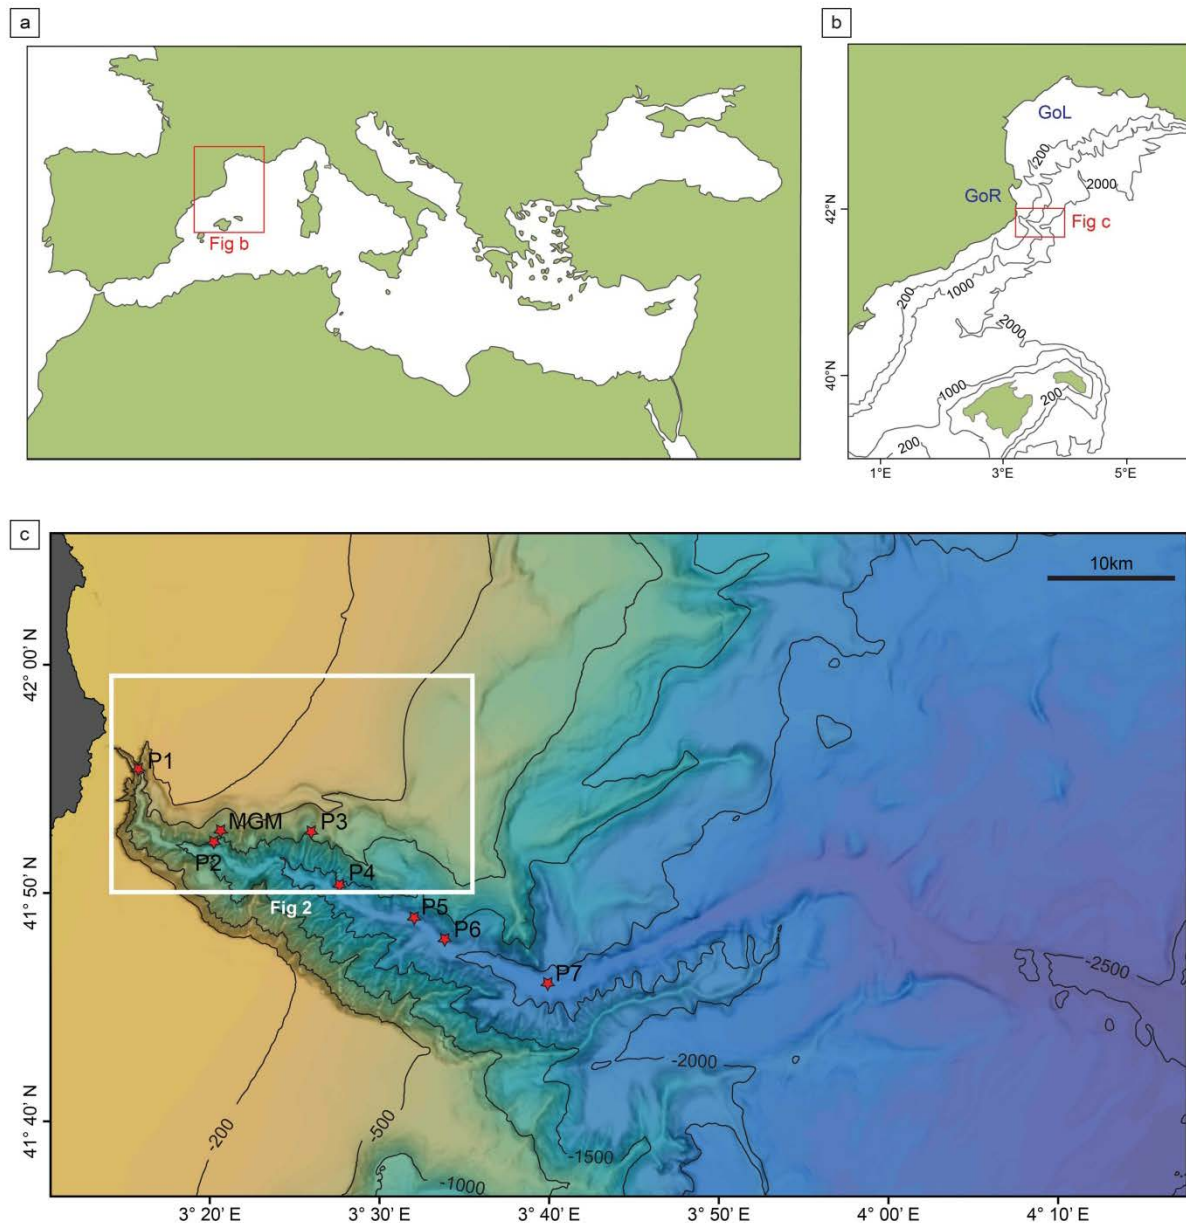 a
Fig b
b
GoL
200
2000
GoR
42°N
Fig c
200
1000
2000
40°N
1000
200
200
1°E
3°E
5°E
c
10km
42° 00' N
P1
MGM
P3
P2
P4
41° 50' N
Fig 2
P5
P6
P7
-2500
-2000
41° 40' N
-200
-500
-1500
-1000
3° 20' E
3° 30' E
3° 40' E
3° 50' E
4° 00' E
4° 10' E